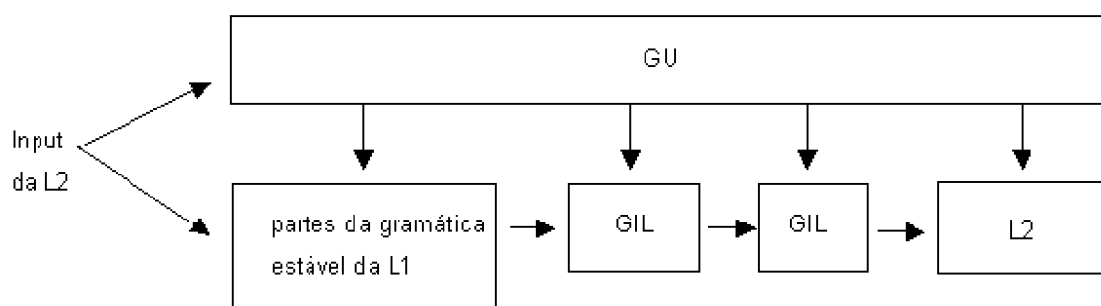 GU
Input
da L2
partes da gramática
estável da L1
GIL
GIL
L2